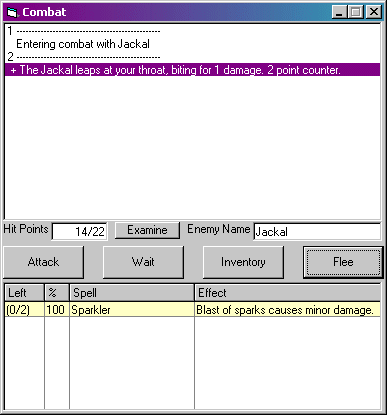 Combat
1 ------------------------------------------------
Entering combat with Jackal
2 ------------------------------------------------
+ The Jackal leaps at your throat, biting for 1 damage. 2 point counter.
Hit Points 14/22 Examine Enemy Name Jackal
Attack Wait Inventory Flee
Left % Spell Effect
(0/2) 100 Sparkler Blast of sparks causes minor damage.